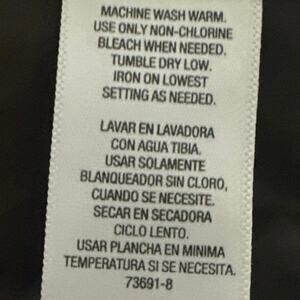 MACHINE WASH WARM.
USE ONLY NON-CHLORINE
BLEACH WHEN NEEDED.
TUMBLE DRY LOW.
IRON ON LOWEST
SETTING AS NEEDED.
LAVAR EN LAVADORA
CON AGUA TIBIA.
USAR SOLAMENTE
BLANQUEADOR SIN CLORO,
CUANDO SE NECESITE.
SECAR EN SECADORA
CICLO LENTO.
USAR PLANCHA EN MINIMA
TEMPERATURA SI SE NECESITA.
73691-8